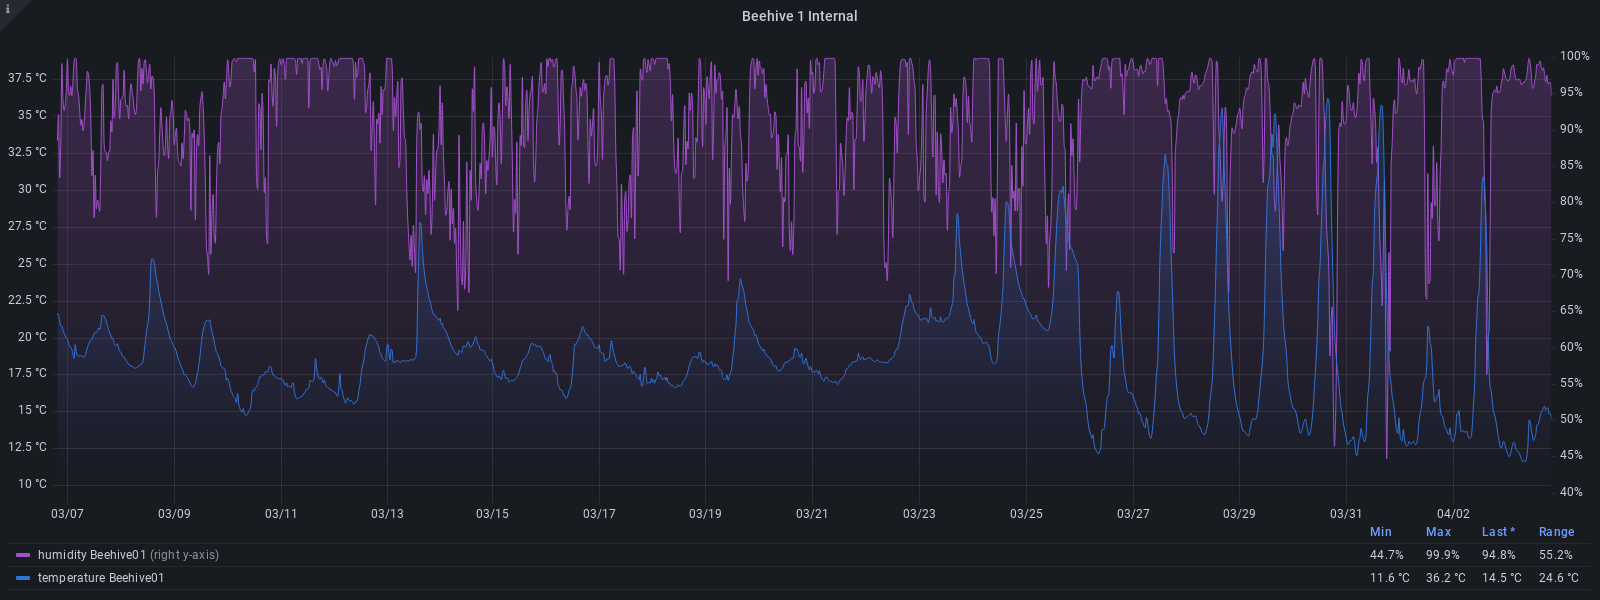 i
Beehive 1 Internal
37.5 °C
35 °C
32.5 °C
30 °C
27.5 °C
25 °C
22.5 °C
20 °C
17.5 °C
15 °C
12.5 °C
10 °C
100%
95%
90%
85%
80%
75%
70%
65%
60%
55%
50%
45%
40%
03/07 03/09 03/11 03/13 03/15 03/17 03/19 03/21 03/23 03/25 03/27 03/29 03/31 04/02
Min Max Last * Range
humidity Beehive01 (right y-axis) 44.7% 99.9% 94.8% 55.2%
temperature Beehive01 11.6 °C 36.2 °C 14.5 °C 24.6 °C